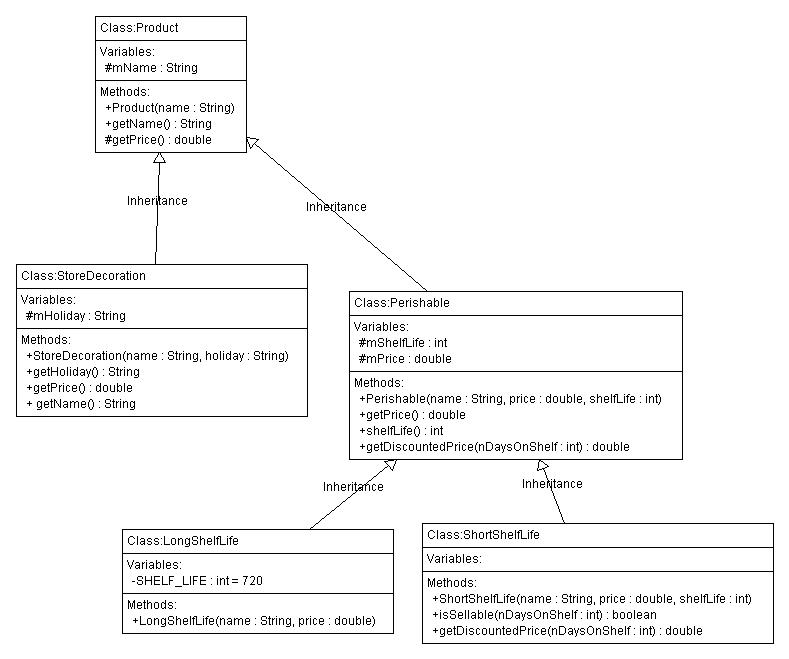 Class:Product
Variables:
#mName : String
Methods:
+Product(name : String)
+getName() : String
#getPrice() : double
Inheritance
Inheritance
Class:StoreDecoration
Variables:
#mHoliday : String
Methods:
+StoreDecoration(name : String, holiday : String)
+getHoliday() : String
+getPrice() : double
+ getName() : String
Class:Perishable
Variables:
#mShelfLife : int
#mPrice : double
Methods:
+Perishable(name : String, price : double, shelfLife : int)
+getPrice() : double
+shelfLife() : int
+getDiscountedPrice(nDaysOnShelf : int) : double
Inheritance
Inheritance
Class:LongShelfLife
Variables:
-SHELF_LIFE : int = 720
Methods:
+LongShelfLife(name : String, price : double)
Class:ShortShelfLife
Variables:
Methods:
+ShortShelfLife(name : String, price : double, shelfLife : int)
+isSellable(nDaysOnShelf : int) : boolean
+getDiscountedPrice(nDaysOnShelf : int) : double